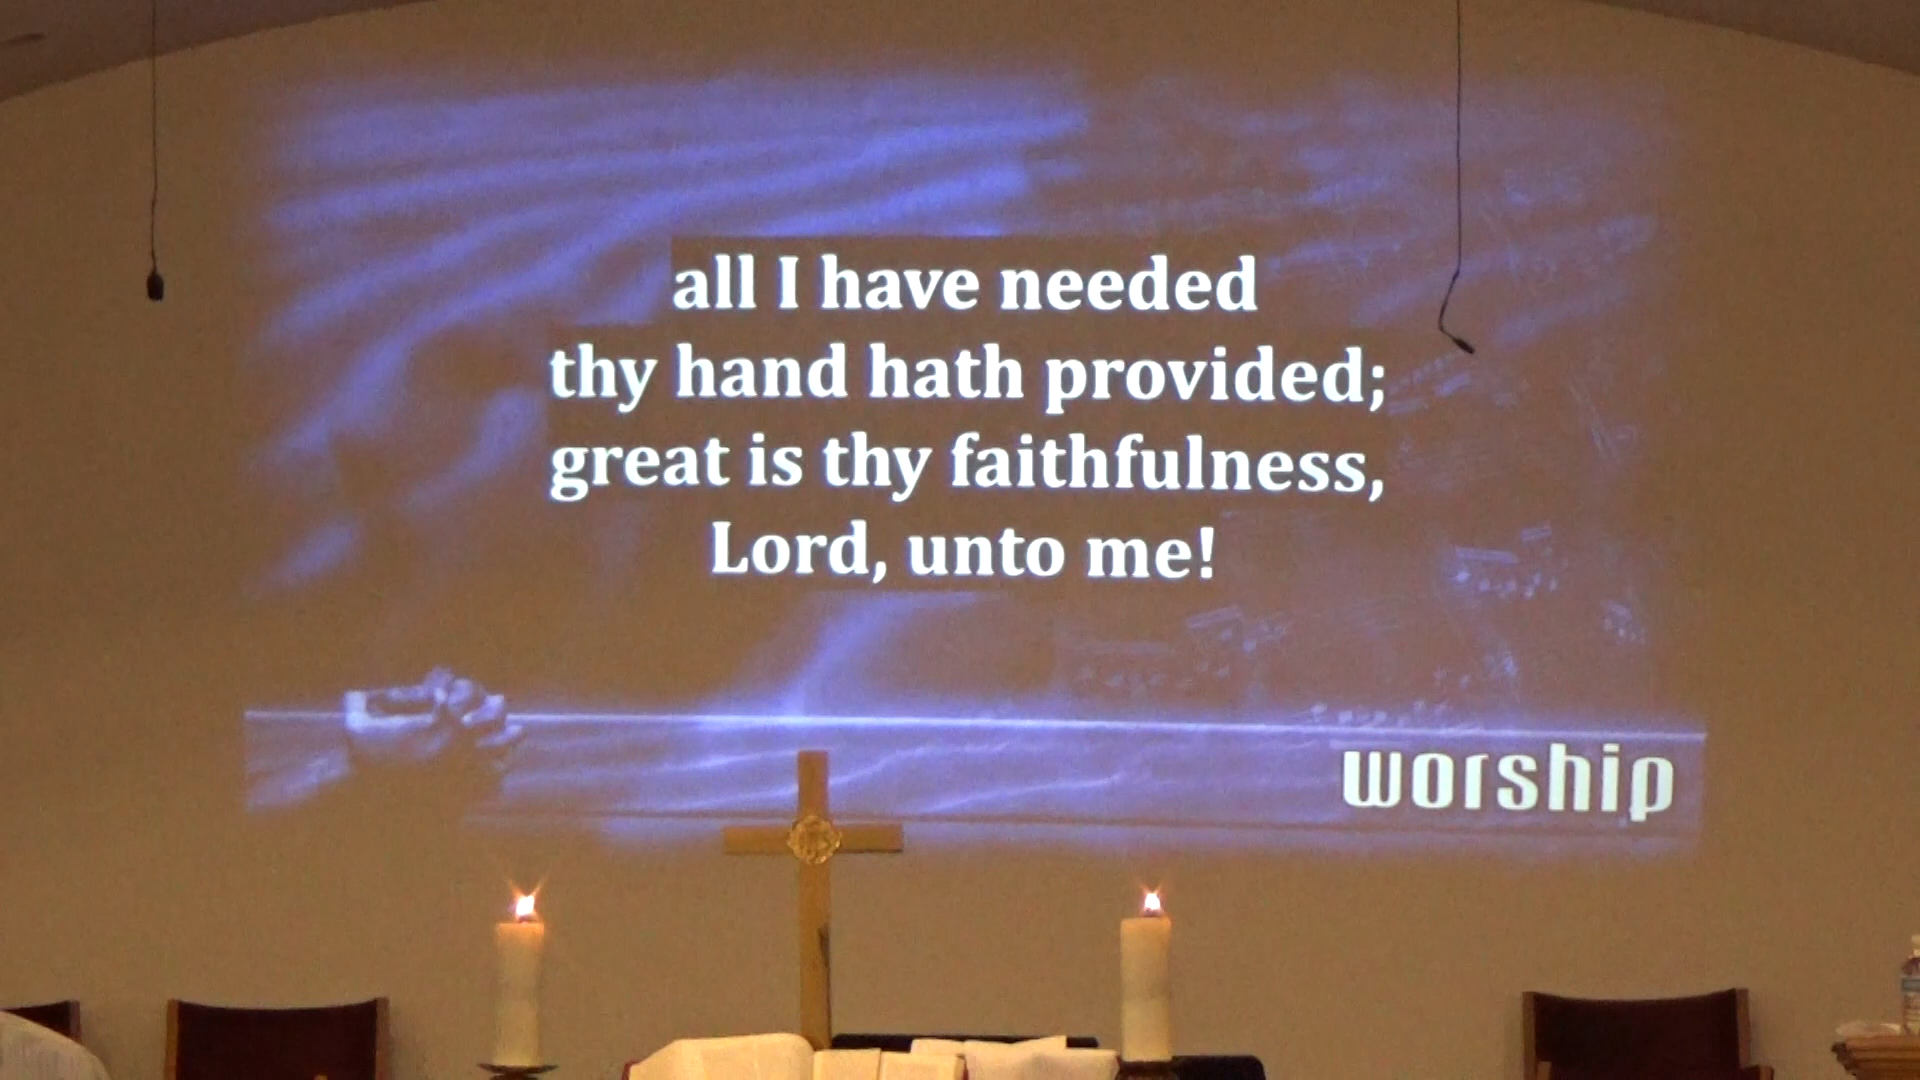 all I have needed
thy hand hath provided;
great is thy faithfulness,
Lord, unto me!
worship